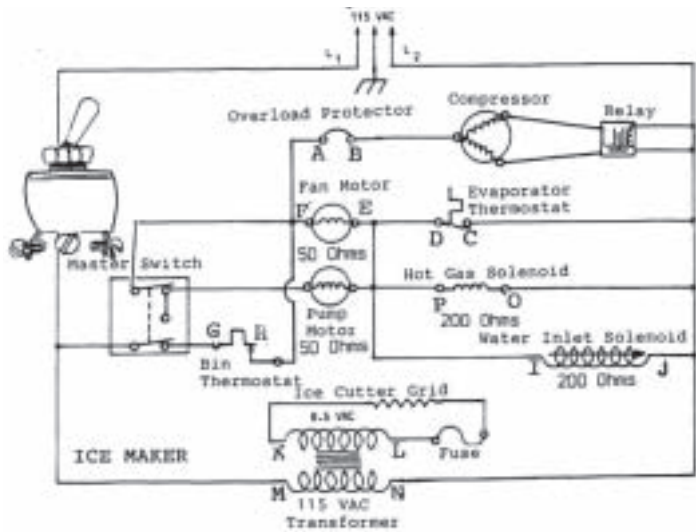 115 VAC
L1 L2
Overload Protector
Compressor
Relay
A B
Fan Motor
F E
50 Ohms
Evaporator
Thermostat
D C
Master Switch
Hot Gas Solenoid
P O
200 Ohms
Pump
Motor
50 Ohms
G R
Bin
Thermostat
Water Inlet Solenoid
I J
200 Ohms
Ice Cutter Grid
8.5 VAC
K L
Fuse
ICE MAKER
M N
115 VAC
Transformer